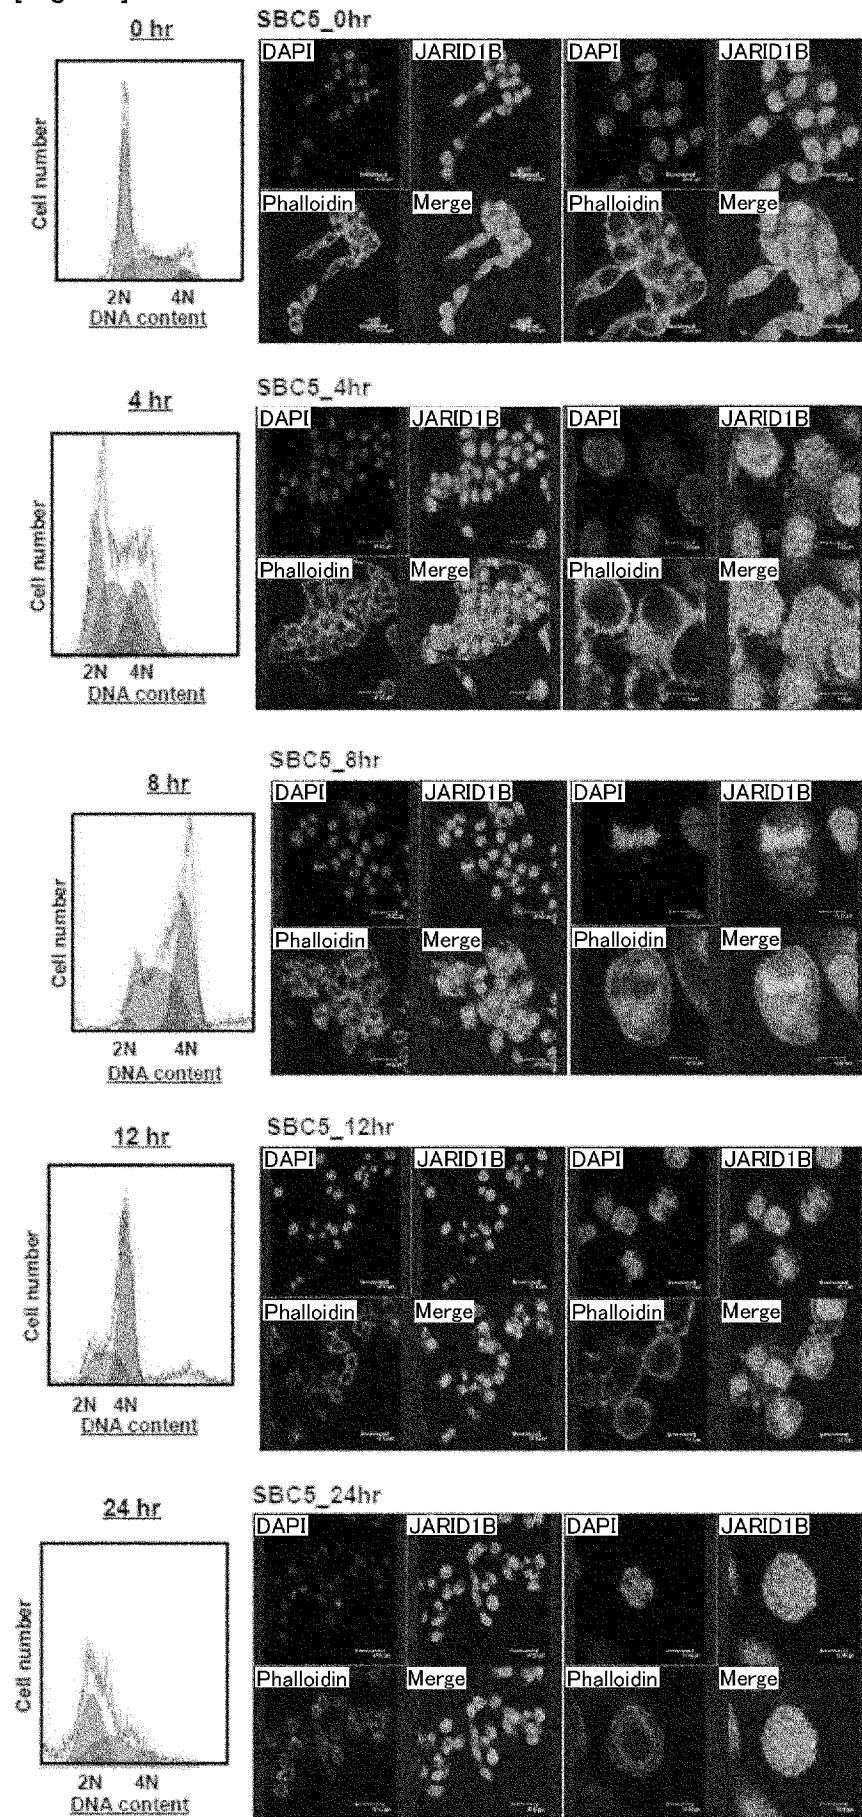 0 hr
SBC5_0hr
DAPI JARID1B DAPI JARID1B
Phalloidin Merge Phalloidin Merge
Cell number
2N 4N
DNA content
4 hr
SBC5_4hr
DAPI JARID1B DAPI JARID1B
Phalloidin Merge Phalloidin Merge
Cell number
2N 4N
DNA content
8 hr
SBC5_8hr
DAPI JARID1B DAPI JARID1B
Phalloidin Merge Phalloidin Merge
Cell number
2N 4N
DNA content
12 hr
SBC5_12hr
DAPI JARID1B DAPI JARID1B
Phalloidin Merge Phalloidin Merge
Cell number
2N 4N
DNA content
24 hr
SBC5_24hr
DAPI JARID1B DAPI JARID1B
Phalloidin Merge Phalloidin Merge
Cell number
2N 4N
DNA content